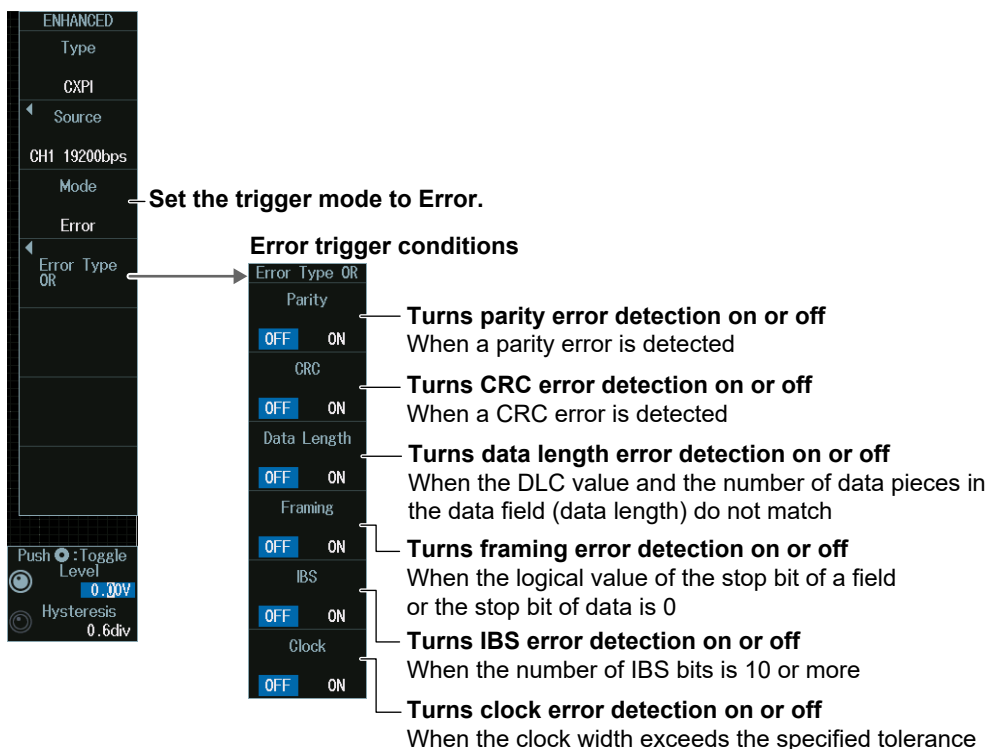 ENHANCED
Type
CXPI
Source
CH1 19200bps
Mode
Error
Error Type
OR
Push :Toggle
Level
0.00V
Hysteresis
0.6div
Set the trigger mode to Error.
Error trigger conditions
Error Type OR
Parity
OFF ON
Turns parity error detection on or off
When a parity error is detected
CRC
OFF ON
Turns CRC error detection on or off
When a CRC error is detected
Data Length
OFF ON
Turns data length error detection on or off
When the DLC value and the number of data pieces in
the data field (data length) do not match
Framing
OFF ON
Turns framing error detection on or off
When the logical value of the stop bit of a field
or the stop bit of data is 0
IBS
OFF ON
Turns IBS error detection on or off
When the number of IBS bits is 10 or more
Clock
OFF ON
Turns clock error detection on or off
When the clock width exceeds the specified tolerance